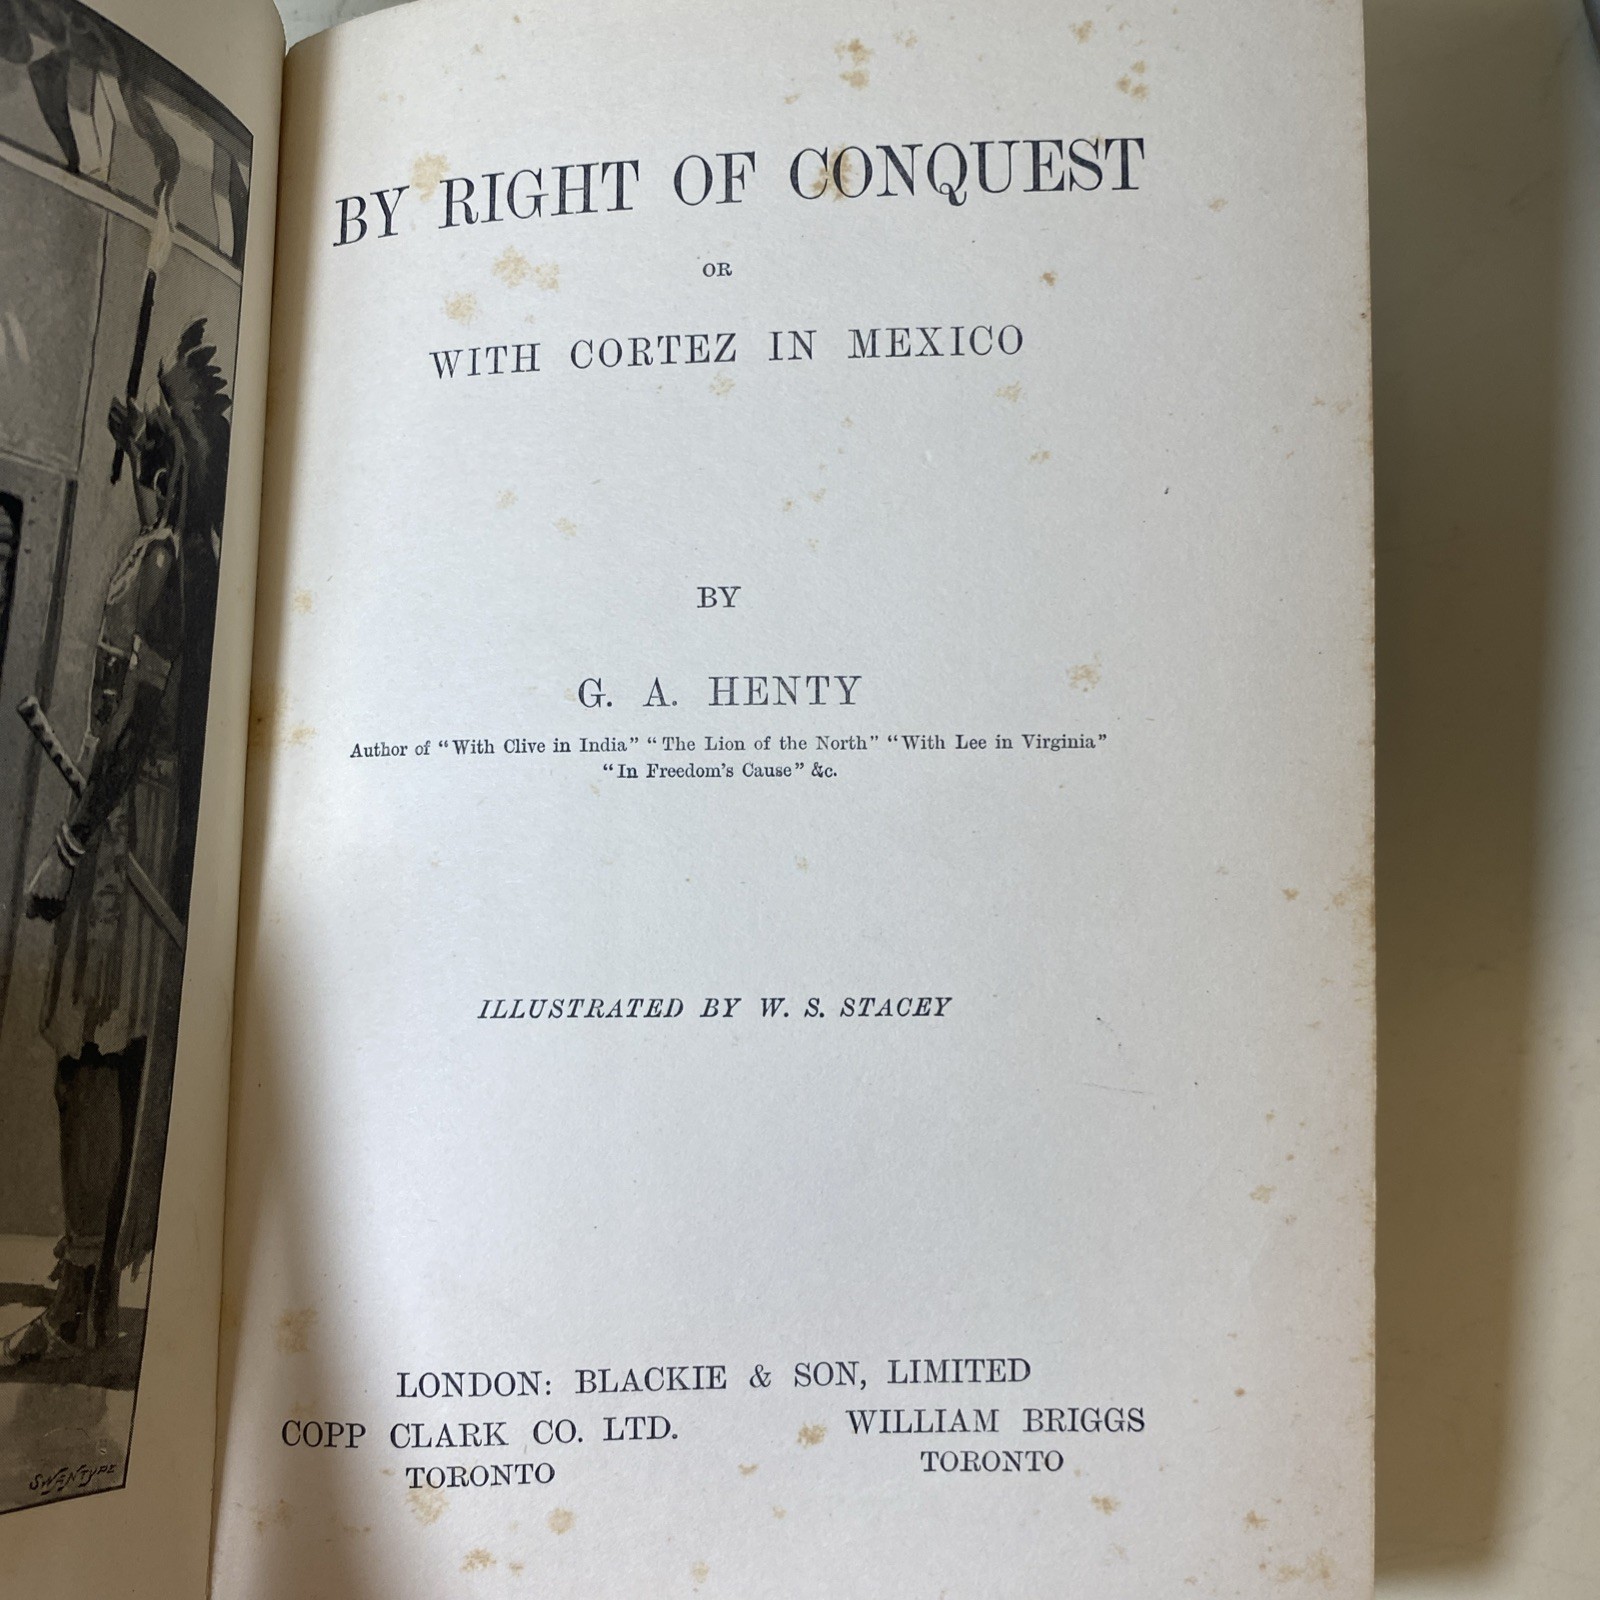 BY RIGHT OF CONQUEST
OR
WITH CORTEZ IN MEXICO
BY
G. A. HENTY
Author of "With Clive in India" "The Lion of the North" "With Lee in Virginia"
"In Freedom's Cause" &c.
ILLUSTRATED BY W. S. STACEY
LONDON: BLACKIE & SON, LIMITED
COPP CLARK CO. LTD. WILLIAM BRIGGS
TORONTO TORONTO
SWANTYPE